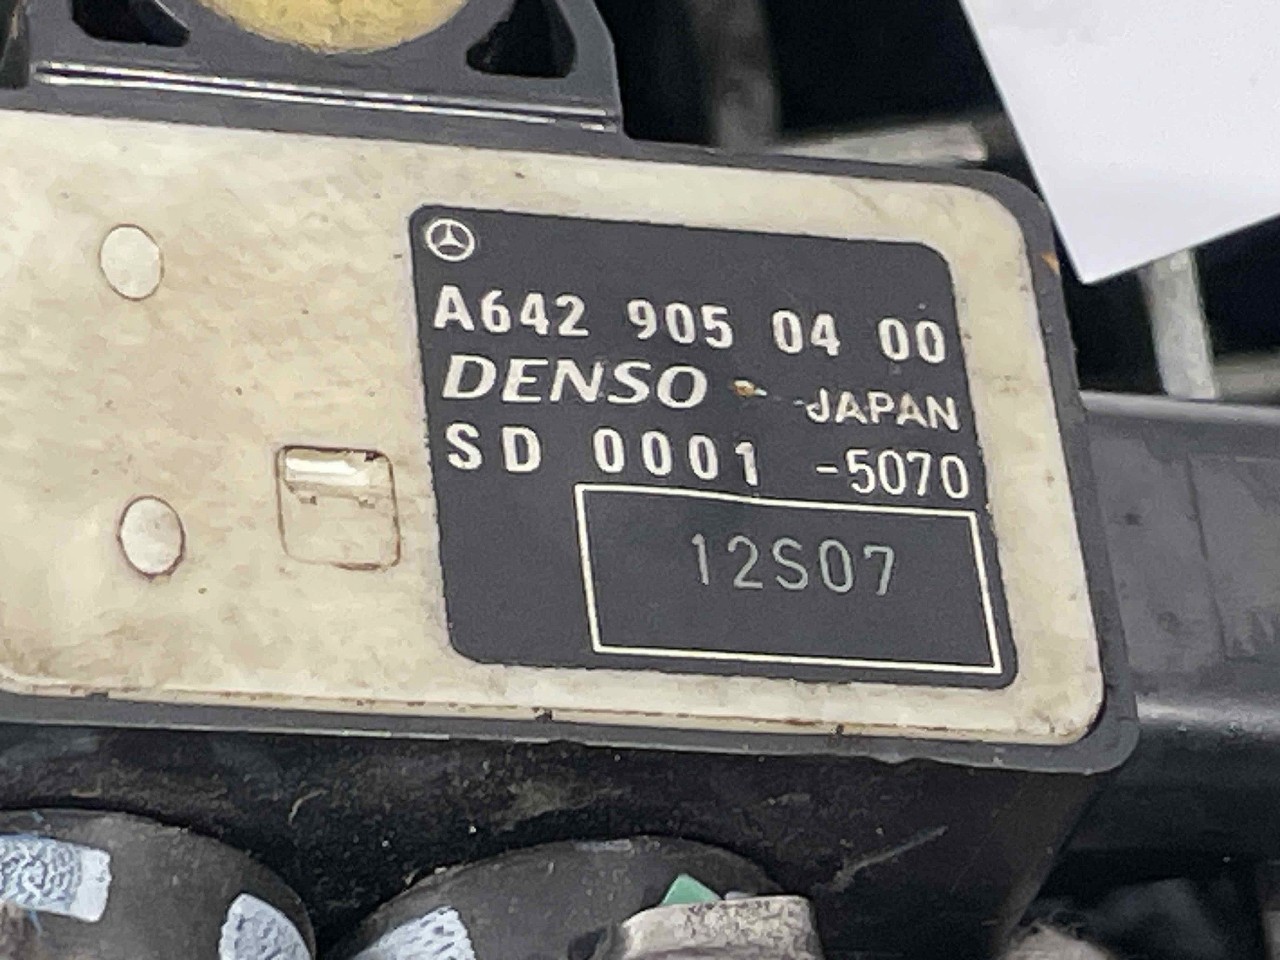 A642 905 04 00
DENSO JAPAN
SD 0001 -5070
12S07